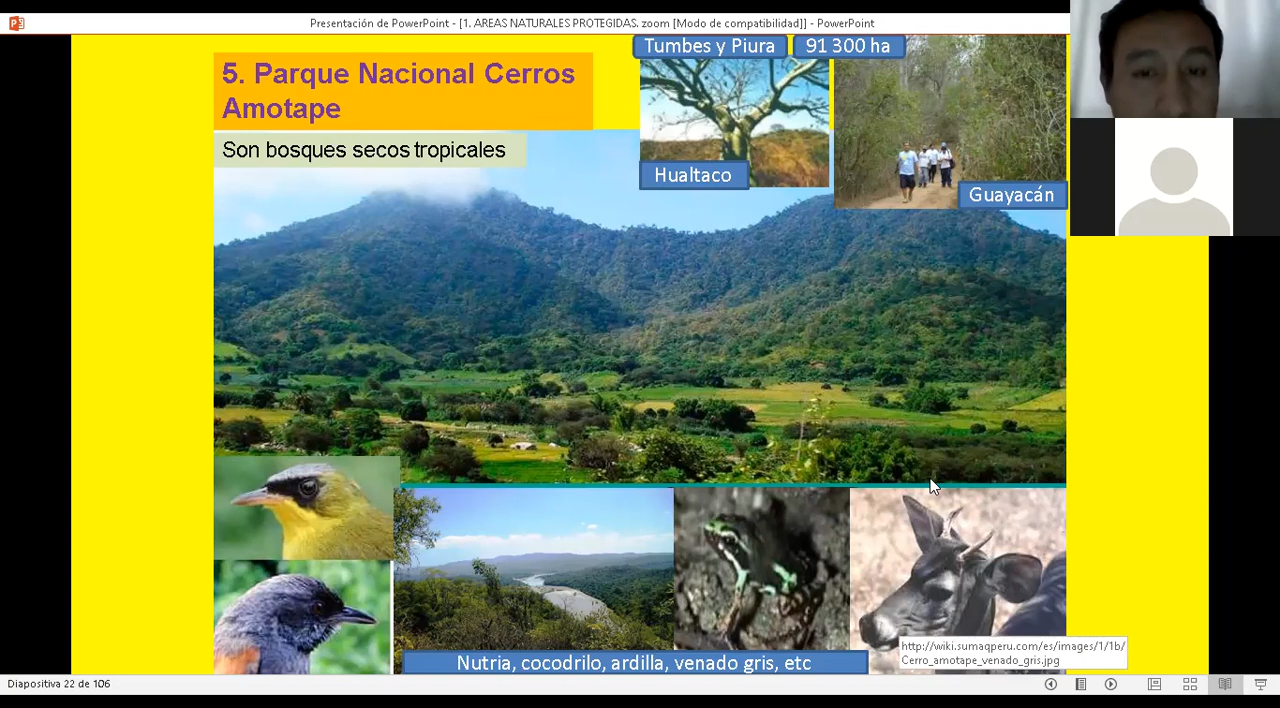 Presentación de PowerPoint - [1. AREAS NATURALES PROTEGIDAS. zoom [Modo de compatibilidad]] - PowerPoint
Tumbes y Piura
91 300 ha
5. Parque Nacional Cerros
Amotape
Son bosques secos tropicales
Hualtaco
Guayacán
http://wiki.sumaqperu.com/es/images/1/1b/
Cerro_amotape_venado_gris.jpg
Nutria, cocodrilo, ardilla, venado gris, etc
Diapositiva 22 de 106